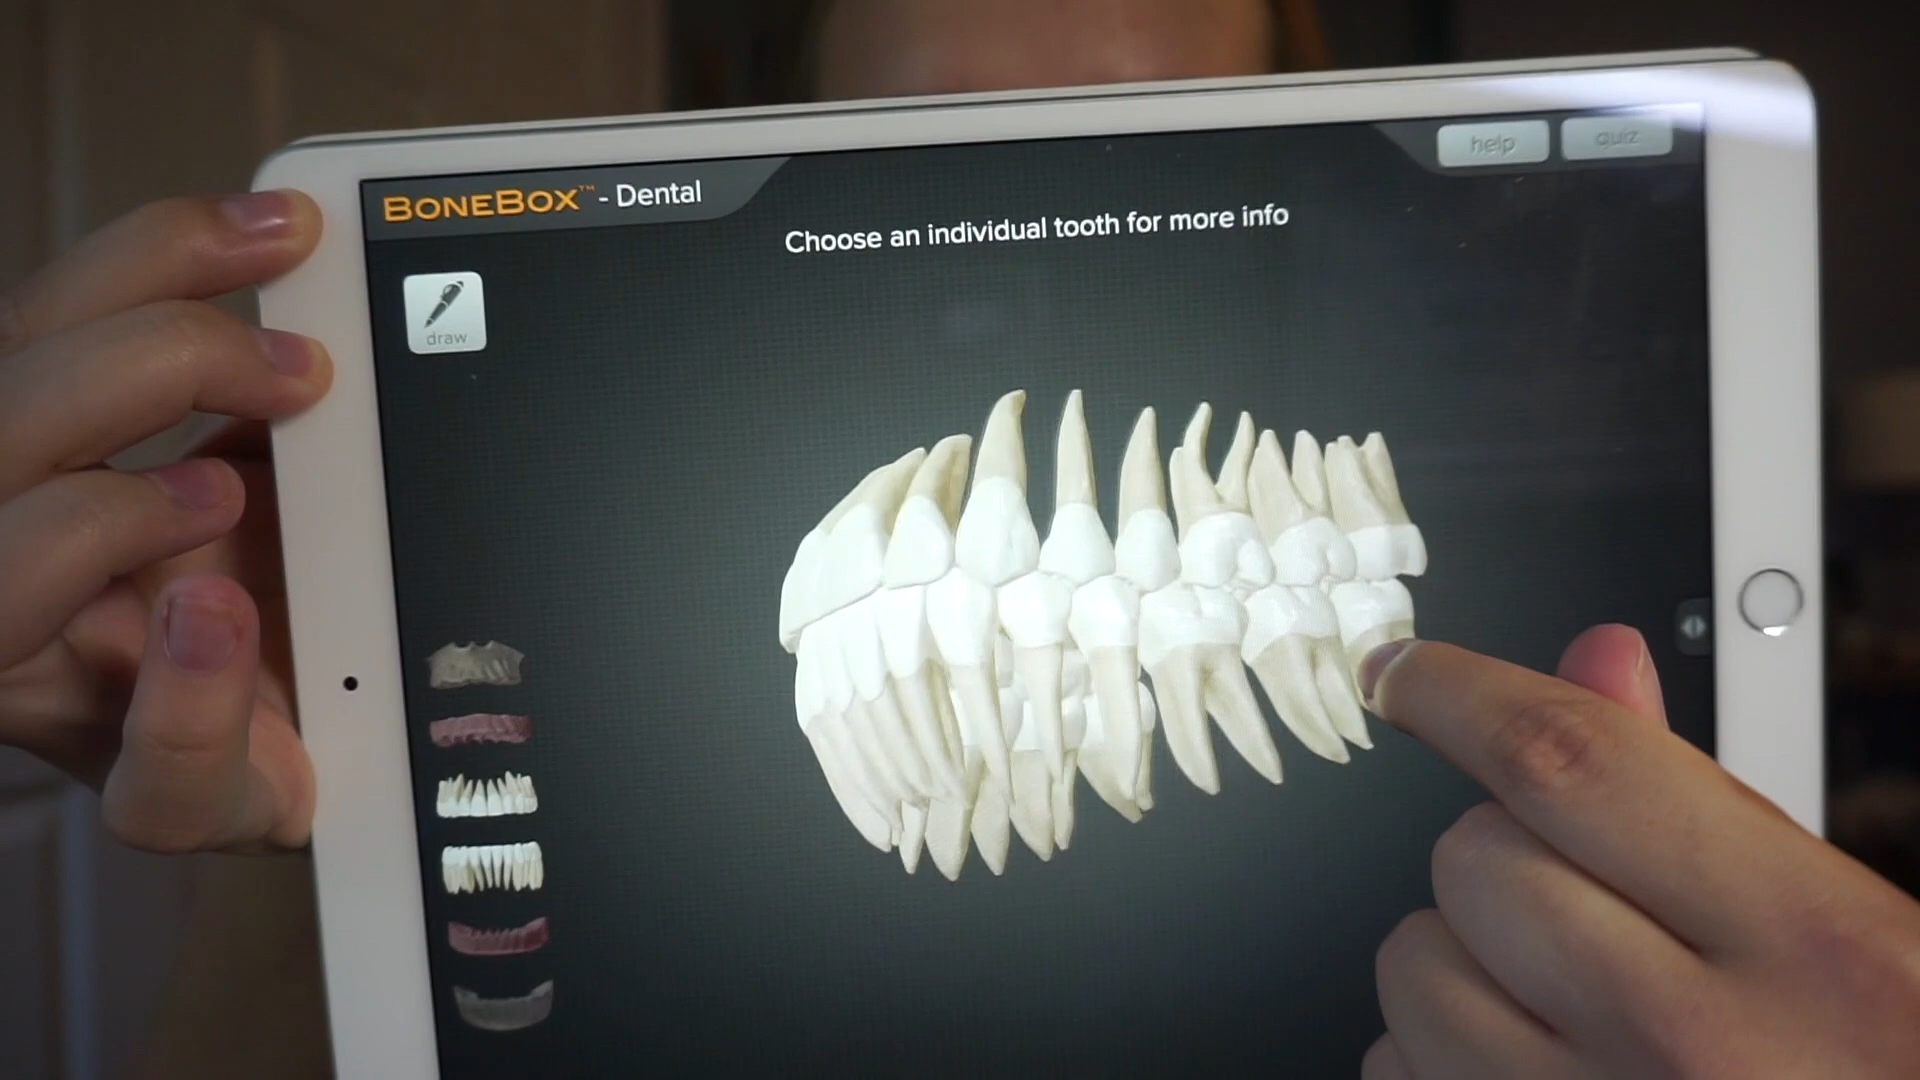 BONEBOX™ - Dental
help
quiz
Choose an individual tooth for more info
draw